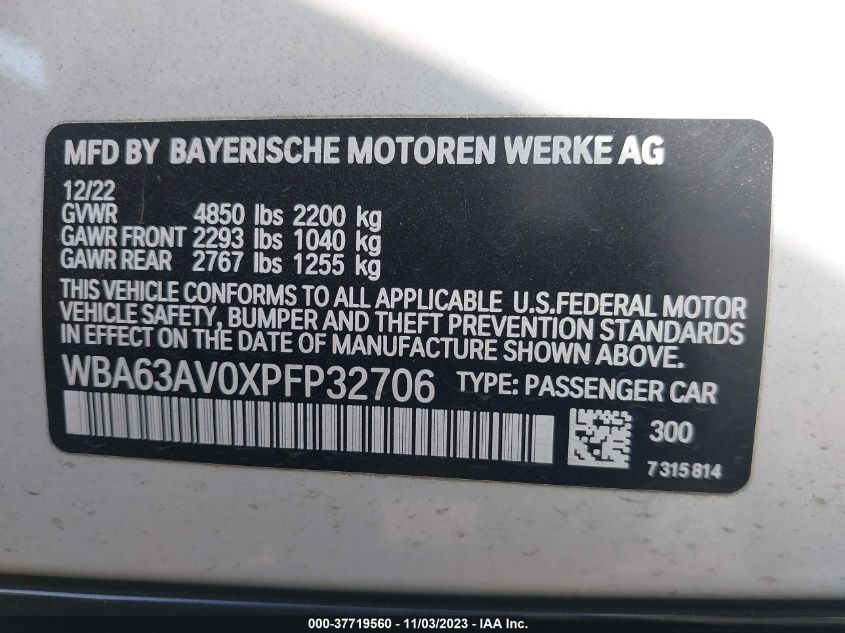 MFD BY BAYERISCHE MOTOREN WERKE AG
12/22
GVWR 4850 lbs 2200 kg
GAWR FRONT 2293 lbs 1040 kg
GAWR REAR 2767 lbs 1255 kg
THIS VEHICLE CONFORMS TO ALL APPLICABLE U.S.FEDERAL MOTOR
VEHICLE SAFETY, BUMPER AND THEFT PREVENTION STANDARDS
IN EFFECT ON THE DATE OF MANUFACTURE SHOWN ABOVE.
WBA63AV0XPFP32706 TYPE: PASSENGER CAR
300
7315814
000-37719560 - 11/03/2023 - IAA Inc.